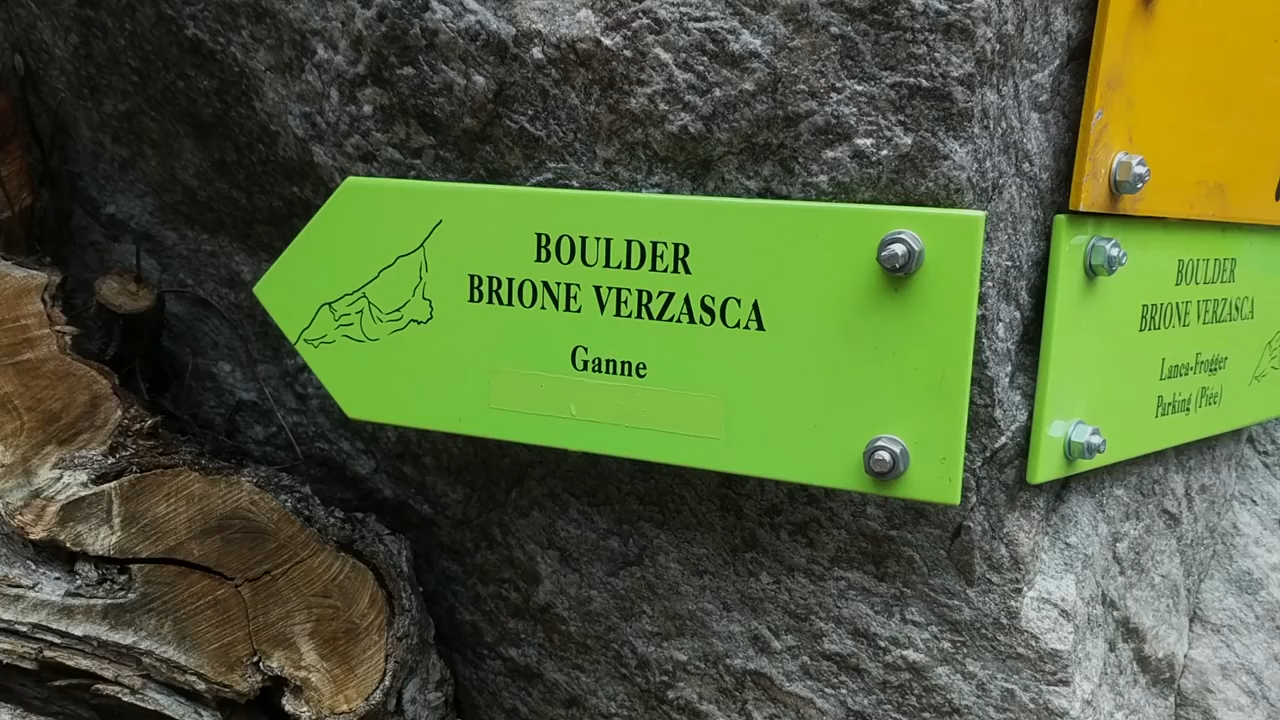 BOULDER
BRIONE VERZASCA
Ganne
BOULDER
BRIONE VERZASCA
Lanca-Frogger
Parking (Piée)